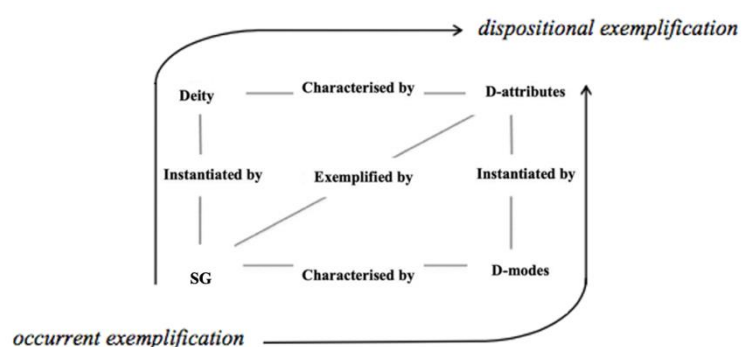 dispositional exemplification
Deity Characterised by D-attributes
Instantiated by Exemplified by Instantiated by
SG Characterised by D-modes
occurrent exemplification